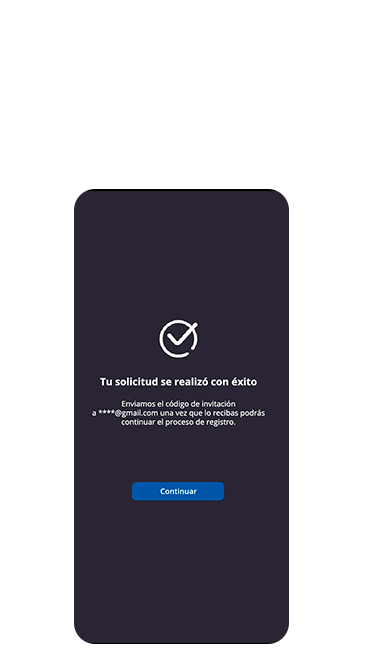 Tu solicitud se realizó con éxito
Enviamos el código de invitación
a ****@gmail.com una vez que lo recibas podrás
continuar el proceso de registro.
Continuar